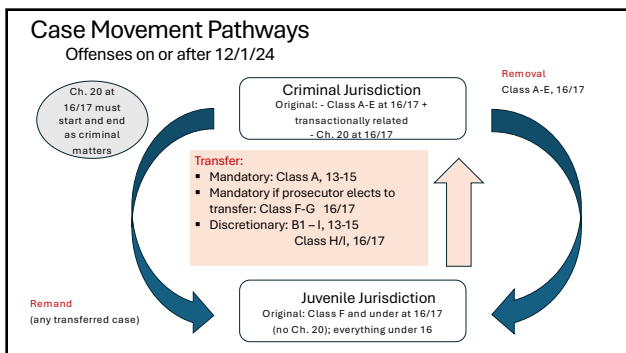 Case Movement Pathways
Offenses on or after 12/1/24
Ch. 20 at
16/17 must
start and end
as criminal
matters
Criminal Jurisdiction
Original: - Class A-E at 16/17 +
transactionally related
- Ch. 20 at 16/17
Removal
Class A-E, 16/17
Transfer:
▪ Mandatory: Class A, 13-15
▪ Mandatory if prosecutor elects to
transfer: Class F-G 16/17
▪ Discretionary: B1 – I, 13-15
Class H/I, 16/17
Remand
(any transferred case)
Juvenile Jurisdiction
Original: Class F and under at 16/17
(no Ch. 20); everything under 16